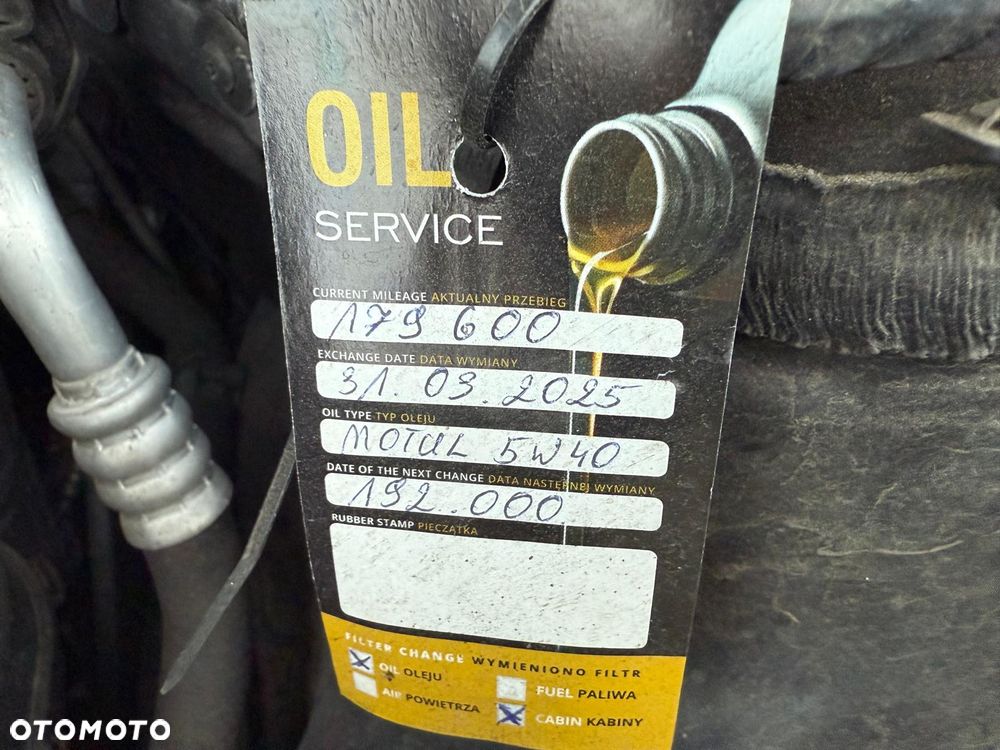 OIL
SERVICE
CURRENT MILEAGE AKTUALNY PRZEBIEG
179 600
EXCHANGE DATE DATA WYMIANY
31.03.2025
OIL TYPE TYP OLEJU
MOTUL 5W40
DATE OF THE NEXT CHANGE DATA NASTĘPNEJ WYMIANY
192.000
RUBBER STAMP PIECZĄTKA
FILTER CHANGE WYMIENIONO FILTR
OIL OLEJU
FUEL PALIWA
AIR POWIETRZA
CABIN KABINY
OTOMOTO